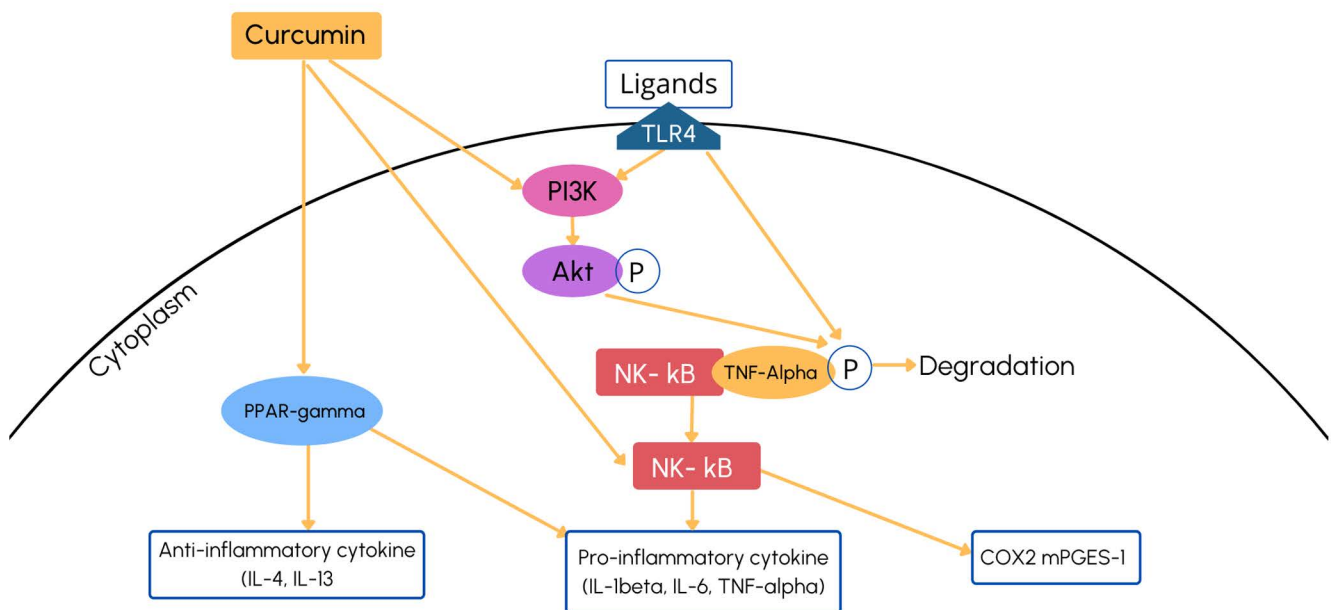 Curcumin
Ligands
TLR4
PI3K
Akt
P
Cytoplasm
NK- kB
TNF-Alpha
P
Degradation
PPAR-gamma
NK- kB
Anti-inflammatory cytokine
(IL-4, IL-13
Pro-inflammatory cytokine
(IL-1beta, IL-6, TNF-alpha)
COX2 mPGES-1